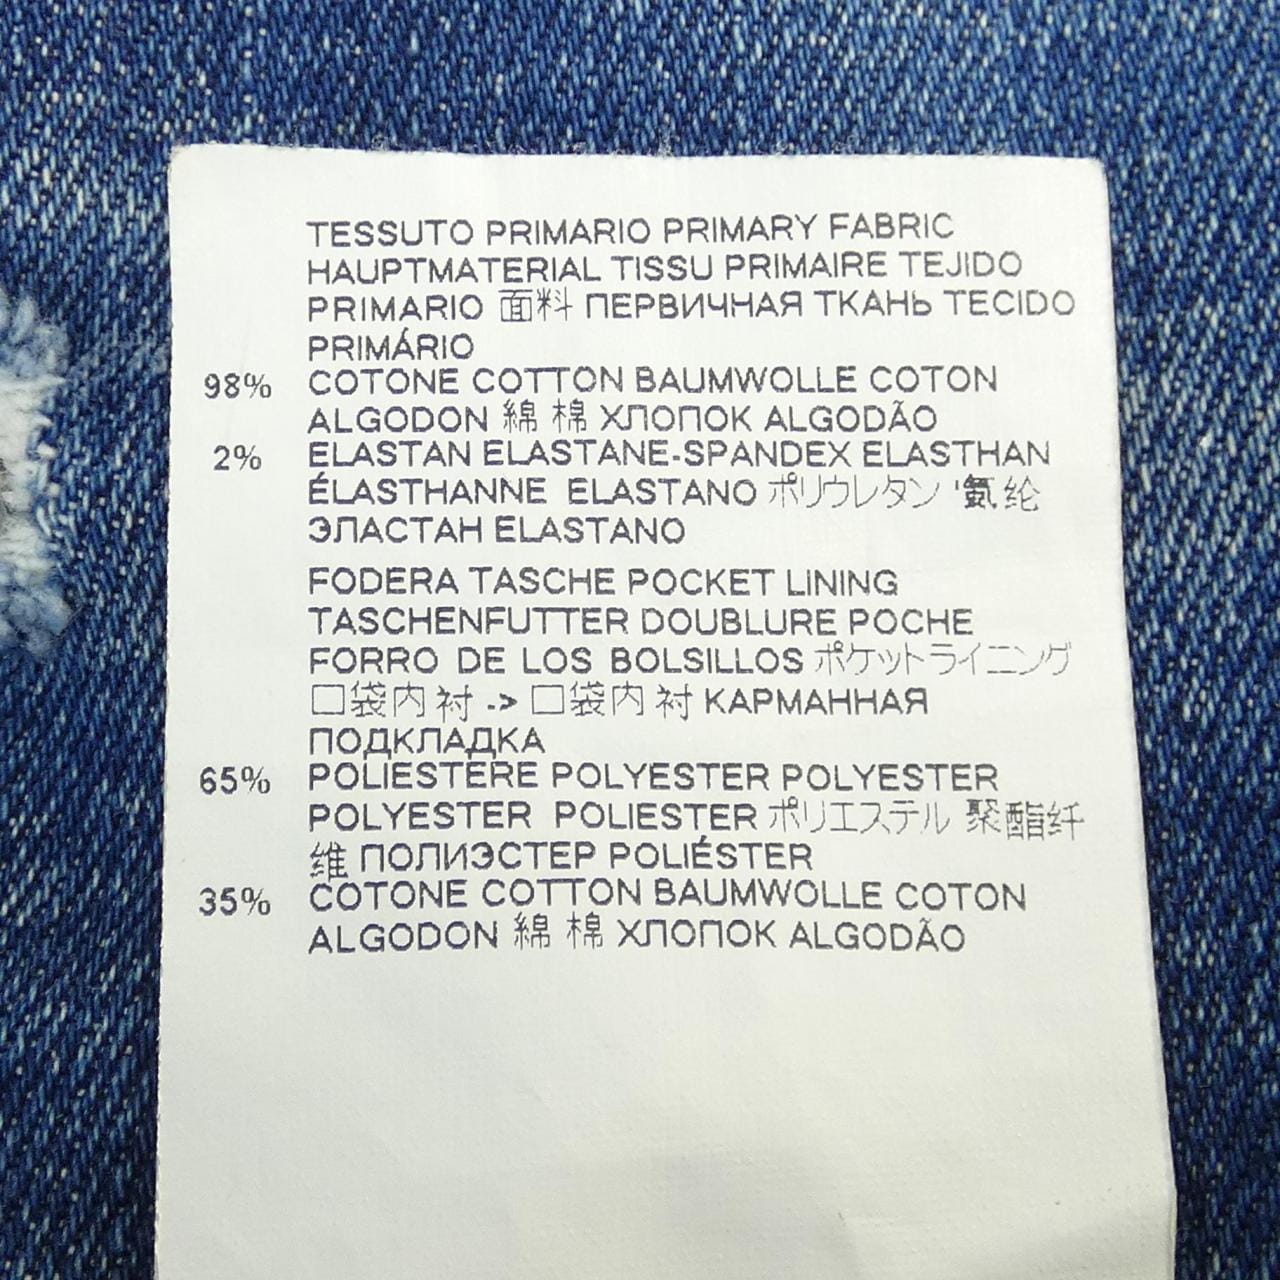 TESSUTO PRIMARIO PRIMARY FABRIC
HAUPTMATERIAL TISSU PRIMAIRE TEJIDO
PRIMARIO 面料 ПЕРВИЧНАЯ ТКАНЬ TECIDO
PRIMÁRIO
98% COTONE COTTON BAUMWOLLE COTON
ALGODON 綿 棉 ХЛОПОК ALGODÃO
2% ELASTAN ELASTANE-SPANDEX ELASTHAN
ÉLASTHANNE ELASTANO ポリウレタン '氨纶
ЭЛАСТАН ELASTANO
FODERA TASCHE POCKET LINING
TASCHENFUTTER DOUBLURE POCHE
FORRO DE LOS BOLSILLOS ポケットライニング
口袋内衬 -> 口袋内衬 КАРМАННАЯ
ПОДКЛАДКА
65% POLIESTERE POLYESTER POLYESTER
POLYESTER POLIESTER ポリエステル 聚酯纤
维 ПОЛИЭСТЕР POLIÉSTER
35% COTONE COTTON BAUMWOLLE COTON
ALGODON 綿 棉 ХЛОПОК ALGODÃO